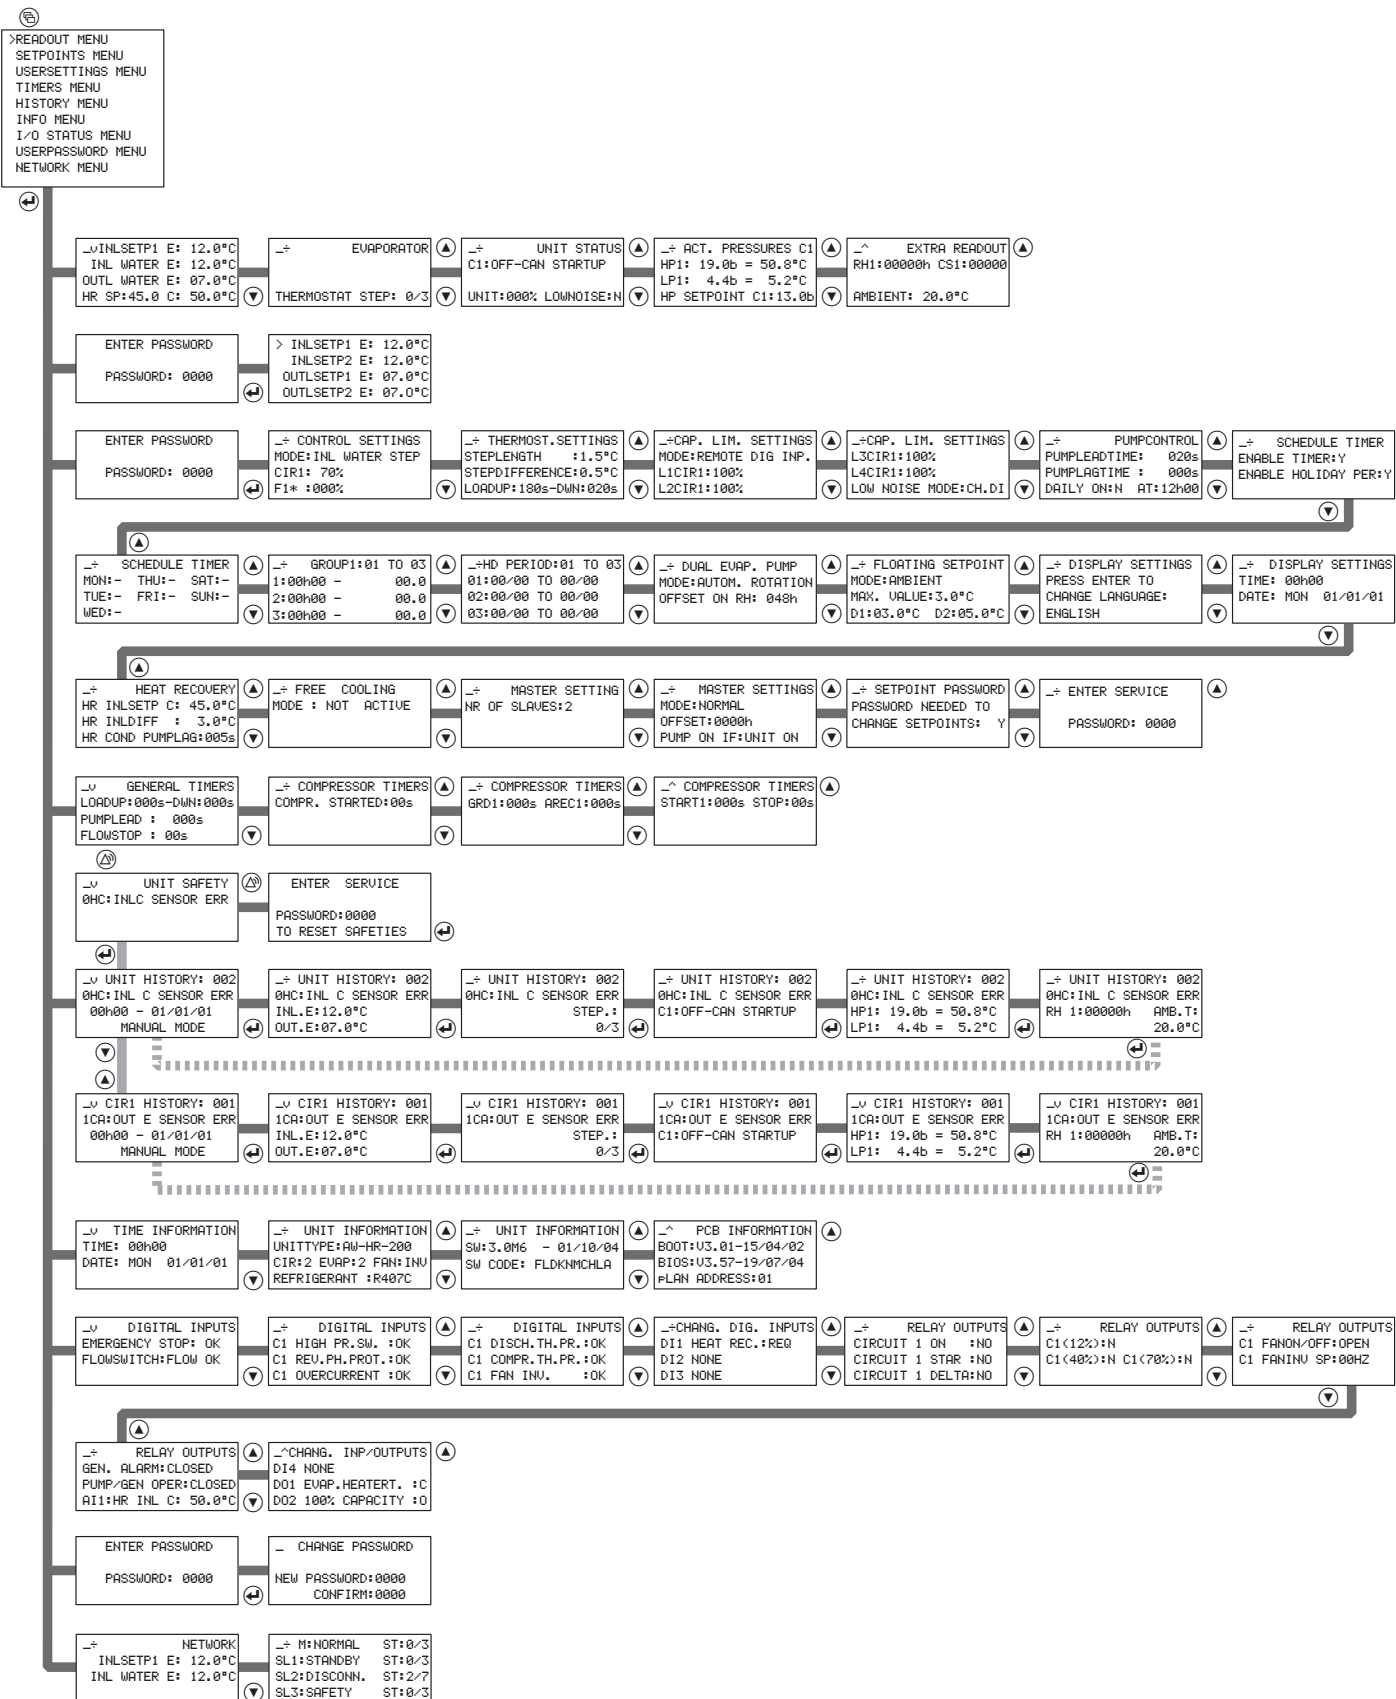 >READOUT MENU
SETPOINTS MENU
USERSETTINGS MENU
TIMERS MENU
HISTORY MENU
INFO MENU
I/O STATUS MENU
USERPASSWORD MENU
NETWORK MENU
_vINLSETP1 E: 12.0°C
INL WATER E: 12.0°C
OUTL WATER E: 07.0°C
HR SP:45.0 C: 50.0°C
_÷ EVAPORATOR
THERMOSTAT STEP: 0/3
_÷ UNIT STATUS
C1:OFF-CAN STARTUP
UNIT:000% LOWNOISE:N
_÷ ACT. PRESSURES C1
HP1: 19.0b = 50.8°C
LP1: 4.4b = 5.2°C
HP SETPOINT C1:13.0b
_^ EXTRA READOUT
RH1:00000h CS1:00000
AMBIENT: 20.0°C
ENTER PASSWORD
PASSWORD: 0000
> INLSETP1 E: 12.0°C
INLSETP2 E: 12.0°C
OUTLSETP1 E: 07.0°C
OUTLSETP2 E: 07.0°C
ENTER PASSWORD
PASSWORD: 0000
_÷ CONTROL SETTINGS
MODE:INL WATER STEP
CIR1: 70%
F1* :000%
_÷ THERMOST.SETTINGS
STEPLENGTH :1.5°C
STEPDIFFERENCE:0.5°C
LOADUP:180s-DWN:020s
_÷CAP. LIM. SETTINGS
MODE:REMOTE DIG INP.
L1CIR1:100%
L2CIR1:100%
_÷CAP. LIM. SETTINGS
L3CIR1:100%
L4CIR1:100%
LOW NOISE MODE:CH.DI
_÷ PUMPCONTROL
PUMPLEADTIME: 020s
PUMPLAGTIME : 000s
DAILY ON:N AT:12h00
_÷ SCHEDULE TIMER
ENABLE TIMER:Y
ENABLE HOLIDAY PER:Y
_÷ SCHEDULE TIMER
MON:- THU:- SAT:-
TUE:- FRI:- SUN:-
WED:-
_÷ GROUP1:01 TO 03
1:00h00 - 00.0
2:00h00 - 00.0
3:00h00 - 00.0
_÷HD PERIOD:01 TO 03
01:00/00 TO 00/00
02:00/00 TO 00/00
03:00/00 TO 00/00
_÷ DUAL EVAP. PUMP
MODE:AUTOM. ROTATION
OFFSET ON RH: 048h
_÷ FLOATING SETPOINT
MODE:AMBIENT
MAX. VALUE:3.0°C
D1:03.0°C D2:05.0°C
_÷ DISPLAY SETTINGS
PRESS ENTER TO
CHANGE LANGUAGE:
ENGLISH
_÷ DISPLAY SETTINGS
TIME: 00h00
DATE: MON 01/01/01
_÷ HEAT RECOVERY
HR INLSETP C: 45.0°C
HR INLDIFF : 3.0°C
HR COND PUMPLAG:005s
_÷ FREE COOLING
MODE : NOT ACTIVE
_÷ MASTER SETTING
NR OF SLAVES:2
_÷ MASTER SETTINGS
MODE:NORMAL
OFFSET:0000h
PUMP ON IF:UNIT ON
_÷ SETPOINT PASSWORD
PASSWORD NEEDED TO
CHANGE SETPOINTS: Y
_÷ ENTER SERVICE
PASSWORD: 0000
_v GENERAL TIMERS
LOADUP:000s-DWN:000s
PUMPLEAD : 000s
FLOWSTOP : 00s
_÷ COMPRESSOR TIMERS
COMPR. STARTED:00s
_÷ COMPRESSOR TIMERS
GRD1:000s AREC1:000s
_^ COMPRESSOR TIMERS
START1:000s STOP:00s
_v UNIT SAFETY
0HC:INLC SENSOR ERR
ENTER SERVICE
PASSWORD:0000
TO RESET SAFETIES
_v UNIT HISTORY: 002
0HC:INL C SENSOR ERR
00h00 - 01/01/01
MANUAL MODE
_÷ UNIT HISTORY: 002
0HC:INL C SENSOR ERR
INL.E:12.0°C
OUT.E:07.0°C
_÷ UNIT HISTORY: 002
0HC:INL C SENSOR ERR
STEP.:
0/3
_÷ UNIT HISTORY: 002
0HC:INL C SENSOR ERR
C1:OFF-CAN STARTUP
_÷ UNIT HISTORY: 002
0HC:INL C SENSOR ERR
HP1: 19.0b = 50.8°C
LP1: 4.4b = 5.2°C
_÷ UNIT HISTORY: 002
0HC:INL C SENSOR ERR
RH 1:00000h AMB.T:
20.0°C
_v CIR1 HISTORY: 001
1CA:OUT E SENSOR ERR
00h00 - 01/01/01
MANUAL MODE
_v CIR1 HISTORY: 001
1CA:OUT E SENSOR ERR
INL.E:12.0°C
OUT.E:07.0°C
_v CIR1 HISTORY: 001
1CA:OUT E SENSOR ERR
STEP.:
0/3
_v CIR1 HISTORY: 001
1CA:OUT E SENSOR ERR
C1:OFF-CAN STARTUP
_v CIR1 HISTORY: 001
1CA:OUT E SENSOR ERR
HP1: 19.0b = 50.8°C
LP1: 4.4b = 5.2°C
_v CIR1 HISTORY: 001
1CA:OUT E SENSOR ERR
RH 1:00000h AMB.T:
20.0°C
_v TIME INFORMATION
TIME: 00h00
DATE: MON 01/01/01
_÷ UNIT INFORMATION
UNITTYPE:AW-HR-200
CIR:2 EVAP:2 FAN:INV
REFRIGERANT :R407C
_÷ UNIT INFORMATION
SW:3.0M6 - 01/10/04
SW CODE: FLDKNMCHLA
_^ PCB INFORMATION
BOOT:V3.01-15/04/02
BIOS:V3.57-19/07/04
pLAN ADDRESS:01
_v DIGITAL INPUTS
EMERGENCY STOP: OK
FLOWSWITCH:FLOW OK
_÷ DIGITAL INPUTS
C1 HIGH PR.SW. :OK
C1 REV.PH.PROT.:OK
C1 OVERCURRENT :OK
_÷ DIGITAL INPUTS
C1 DISCH.TH.PR.:OK
C1 COMPR.TH.PR.:OK
C1 FAN INV. :OK
_÷CHANG. DIG. INPUTS
DI1 HEAT REC.:REQ
DI2 NONE
DI3 NONE
_÷ RELAY OUTPUTS
CIRCUIT 1 ON :NO
CIRCUIT 1 STAR :NO
CIRCUIT 1 DELTA:NO
_÷ RELAY OUTPUTS
C1(12%):N
C1(40%):N C1(70%):N
_÷ RELAY OUTPUTS
C1 FANON/OFF:OPEN
C1 FANINV SP:00HZ
_÷ RELAY OUTPUTS
GEN. ALARM:CLOSED
PUMP/GEN OPER:CLOSED
AI1:HR INL C: 50.0°C
_^CHANG. INP/OUTPUTS
DI4 NONE
DO1 EVAP.HEATERT. :C
DO2 100% CAPACITY :O
ENTER PASSWORD
PASSWORD: 0000
_ CHANGE PASSWORD
NEW PASSWORD:0000
CONFIRM:0000
_÷ NETWORK
INLSETP1 E: 12.0°C
INL WATER E: 12.0°C
_÷ M:NORMAL ST:0/3
SL1:STANDBY ST:0/3
SL2:DISCONN. ST:2/7
SL3:SAFETY ST:0/3